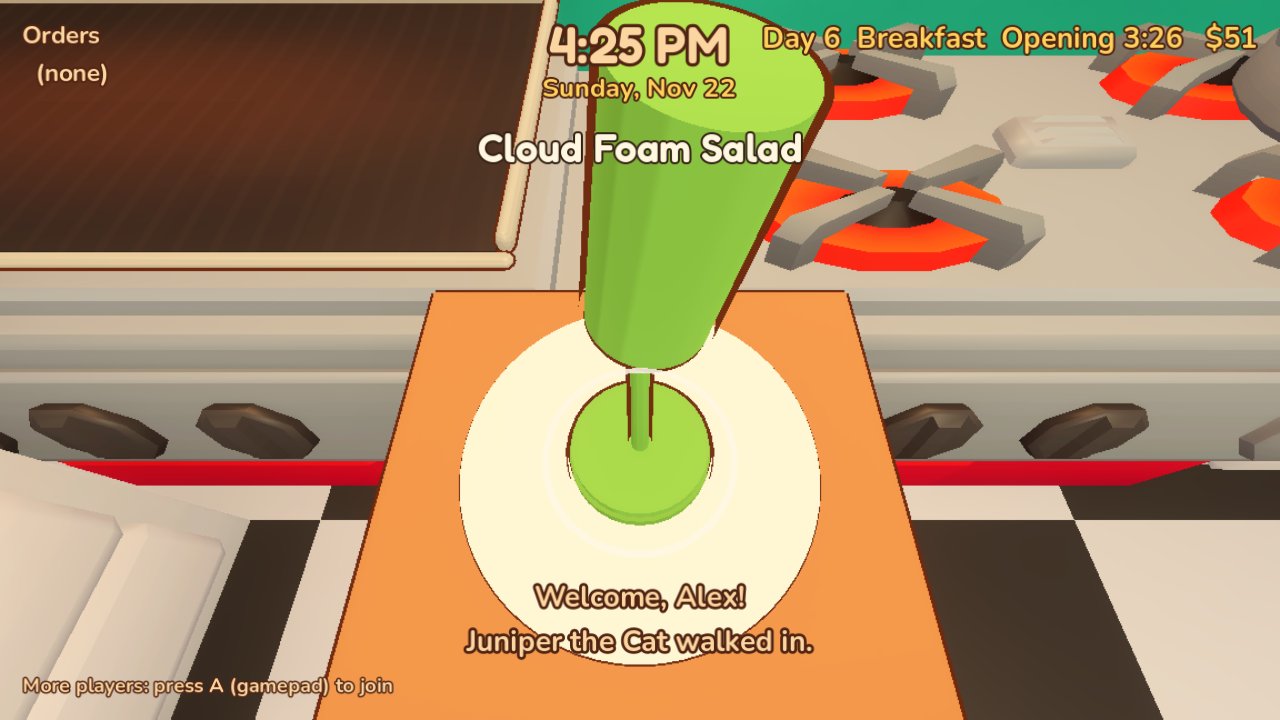 Orders
(none)
4:25 PM
Sunday, Nov 22
Day 6 Breakfast Opening 3:26 $51
Cloud Foam Salad
Welcome, Alex!
Juniper the Cat walked in.
More players: press A (gamepad) to join